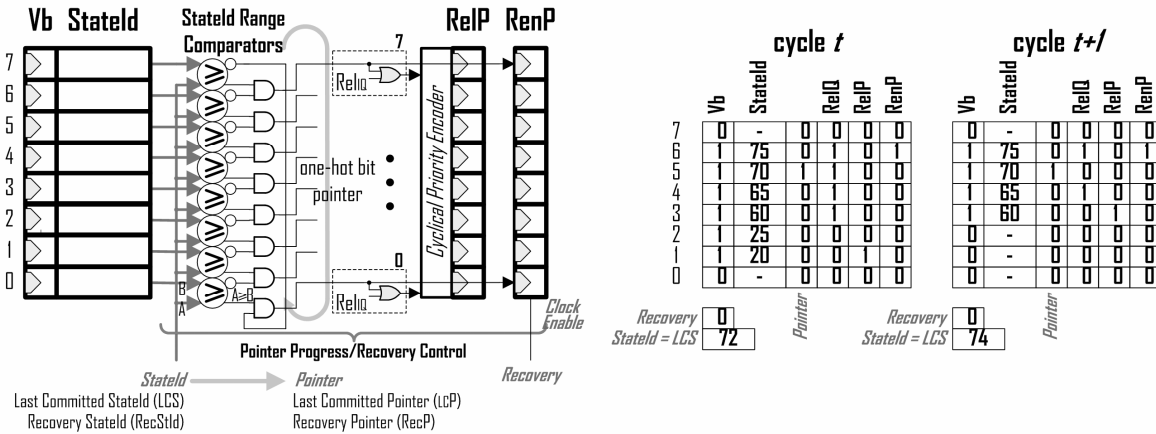 Vb StateId
StateId Range
Comparators
RelP RenP
7
6
5
4
3
2
1
0
≥
≥
≥
≥
≥
≥
≥
≥
B
A
A≥B
7
RelQ
one-hot bit
pointer
0
RelQ
Cyclical Priority Encoder
Clock
Enable
Pointer Progress/Recovery Control
StateId
Pointer
Recovery
Last Committed StateId (LCS)
Last Committed Pointer (LCP)
Recovery StateId (RecStId)
Recovery Pointer (RecP)
cycle t
Vb StateId RelQ RelP RenP
7 0 - 0 0 0 0
6 1 75 0 1 0 1
5 1 70 1 1 0 0
4 1 65 0 1 0 0
3 1 60 0 1 0 0
2 1 25 0 0 0 0
1 1 20 0 0 1 0
0 0 - 0 0 0 0
Pointer
Recovery 0
StateId = LCS 72
cycle t+1
Vb StateId RelQ RelP RenP
0 - 0 0 0 0
1 75 0 1 0 1
1 70 1 0 0 0
1 65 0 1 0 0
1 60 0 0 1 0
0 - 0 0 0 0
0 - 0 0 0 0
0 - 0 0 0 0
Pointer
Recovery 0
StateId = LCS 74